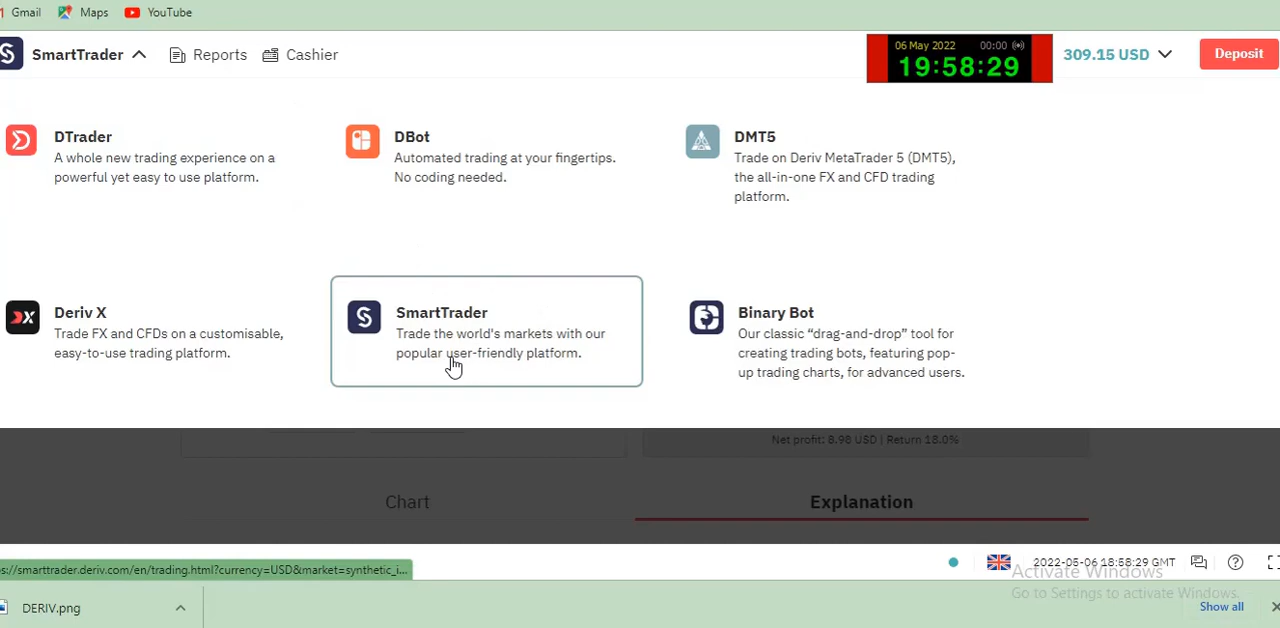 Gmail Maps YouTube
SmartTrader Reports Cashier
06 May 2022 00:00
19:58:29
309.15 USD
Deposit
DTrader
A whole new trading experience on a
powerful yet easy to use platform.
DBot
Automated trading at your fingertips.
No coding needed.
DMT5
Trade on Deriv MetaTrader 5 (DMT5),
the all-in-one FX and CFD trading
platform.
Deriv X
Trade FX and CFDs on a customisable,
easy-to-use trading platform.
SmartTrader
Trade the world's markets with our
popular user-friendly platform.
Binary Bot
Our classic “drag-and-drop” tool for
creating trading bots, featuring pop-
up trading charts, for advanced users.
Net profit: 8.98 USD | Return 18.0%
Chart Explanation
ps://smarttrader.deriv.com/en/trading.html?currency=USD&market=synthetic_i...
2022-05-06 18:58:29 GMT
Activate Windows
Go to Settings to activate Windows.
DERIV.png
Show all